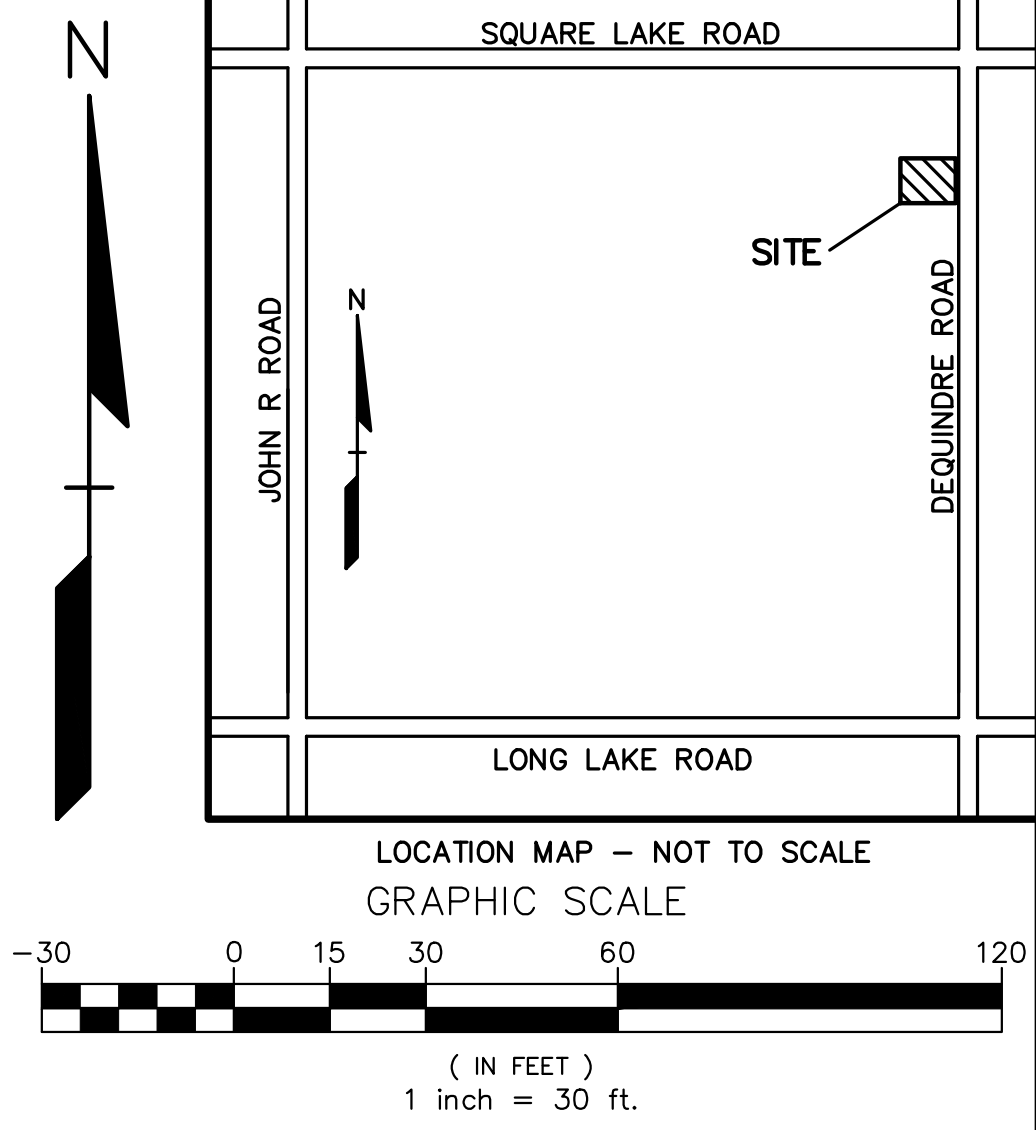 N
SQUARE LAKE ROAD
SITE
N
JOHN R ROAD
DEQUINDRE ROAD
LONG LAKE ROAD
LOCATION MAP – NOT TO SCALE
GRAPHIC SCALE
–30 0 15 30 60 120
( IN FEET )
1 inch = 30 ft.